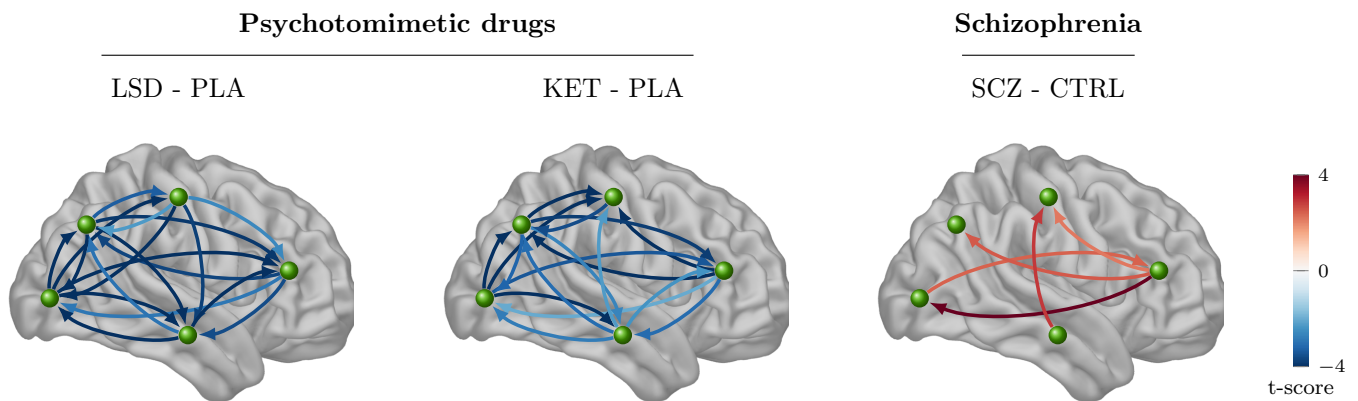 Psychotomimetic drugs
Schizophrenia
LSD - PLA
KET - PLA
SCZ - CTRL
4
0
−4
t-score